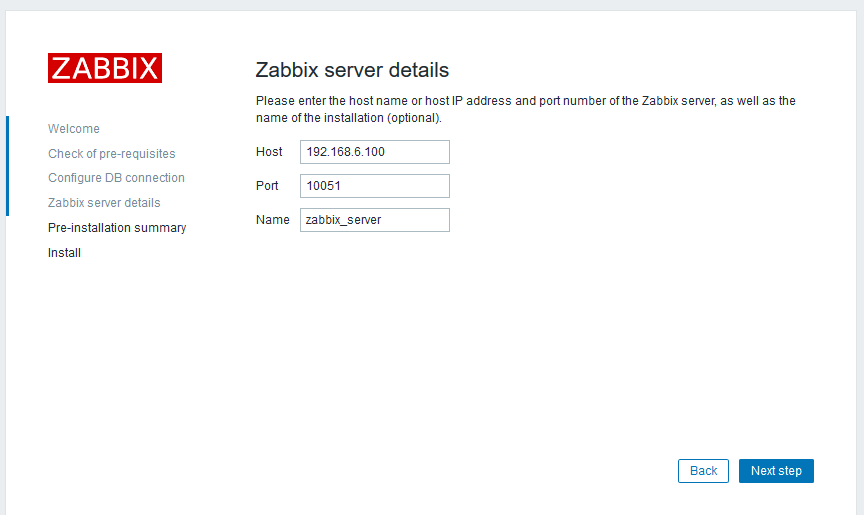 ZABBIX
Welcome
Check of pre-requisites
Configure DB connection
Zabbix server details
Pre-installation summary
Install
Zabbix server details
Please enter the host name or host IP address and port number of the Zabbix server, as well as the
name of the installation (optional).
Host 192.168.6.100
Port 10051
Name zabbix_server
Back Next step